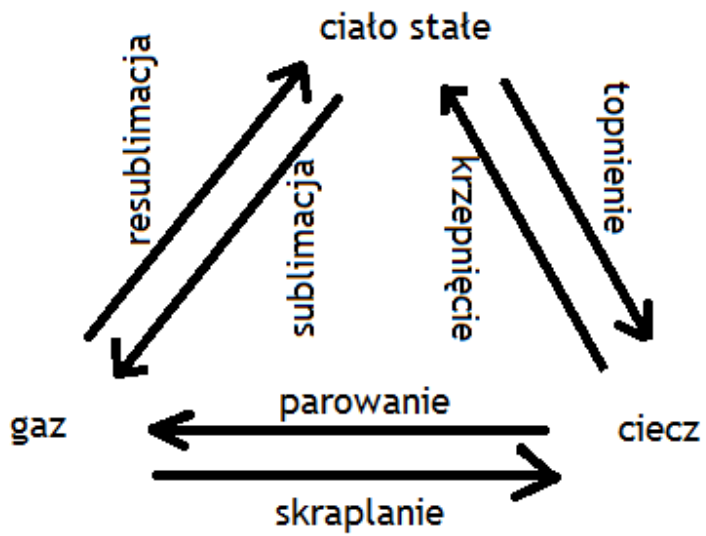 ciało stałe
resublimacja
sublimacja
krzepnięcie
topnienie
gaz
parowanie
ciecz
skraplanie